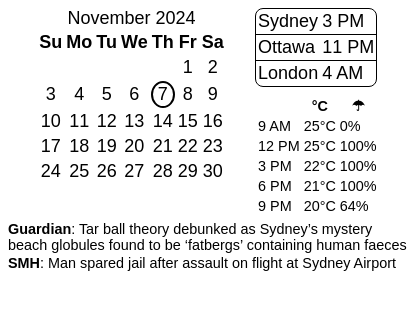 November 2024
Su Mo Tu We Th Fr Sa
1 2
3 4 5 6 7 8 9
10 11 12 13 14 15 16
17 18 19 20 21 22 23
24 25 26 27 28 29 30
Sydney 3 PM
Ottawa 11 PM
London 4 AM
°C ☂
9 AM 25°C 0%
12 PM 25°C 100%
3 PM 22°C 100%
6 PM 21°C 100%
9 PM 20°C 64%
Guardian: Tar ball theory debunked as Sydney’s mystery
beach globules found to be ‘fatbergs’ containing human faeces
SMH: Man spared jail after assault on flight at Sydney Airport